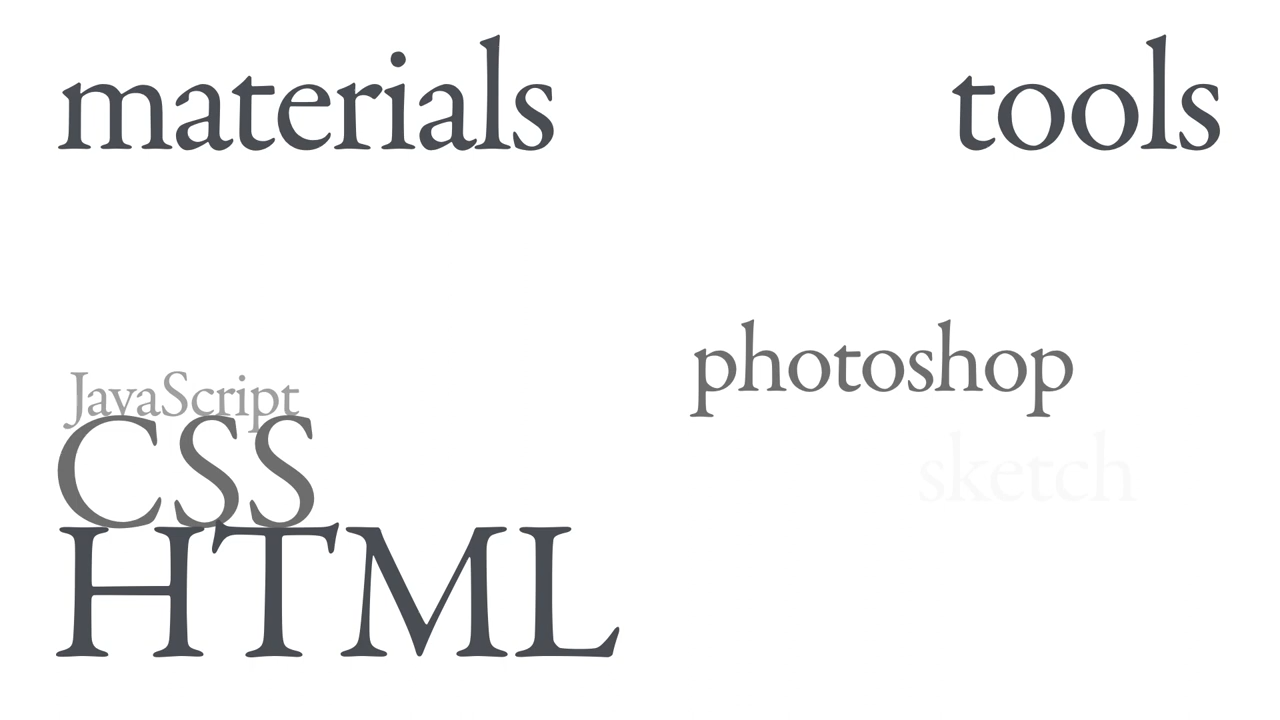 materials
tools
JavaScript
CSS
HTML
photoshop
sketch